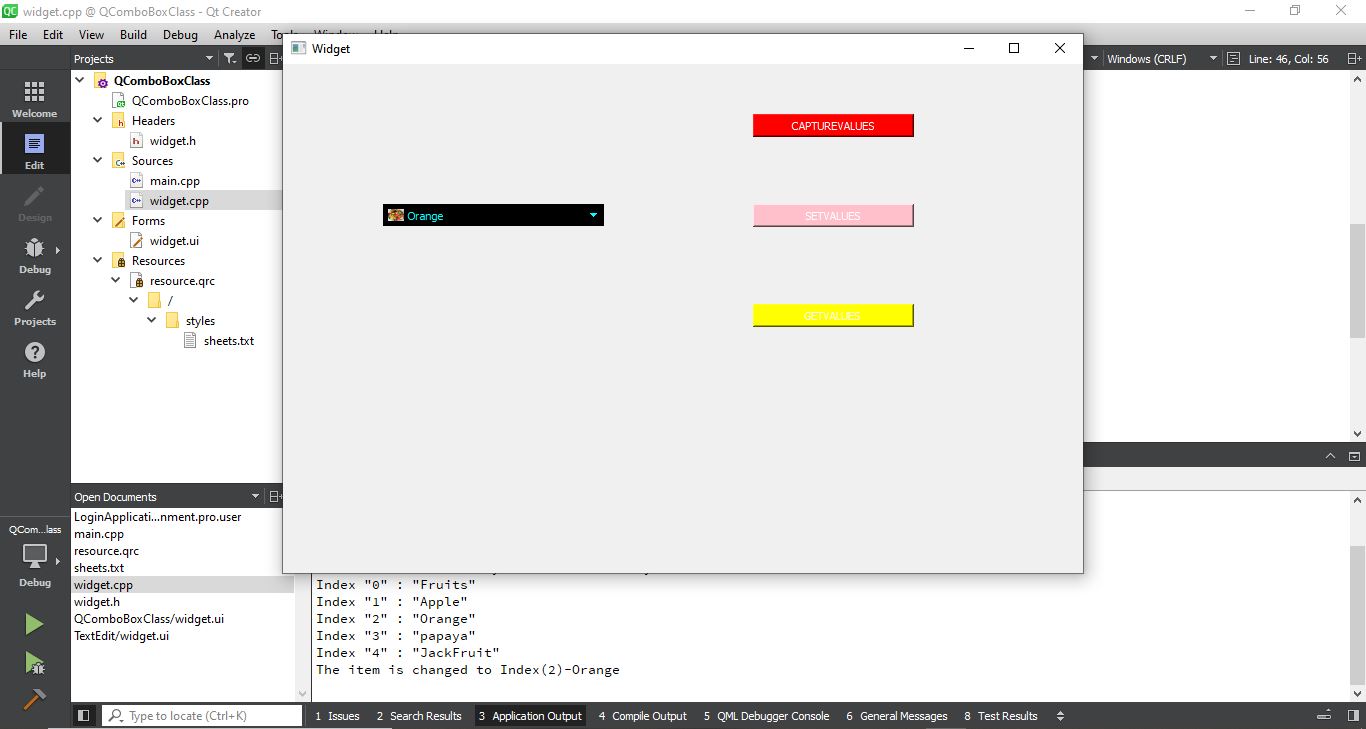 QC widget.cpp @ QComboBoxClass - Qt Creator
File Edit View Build Debug Analyze
Projects
Windows (CRLF)
Line: 46, Col: 56
Welcome
Edit
Design
Debug
Projects
Help
QComboBoxClass
QComboBoxClass.pro
Headers
widget.h
Sources
main.cpp
widget.cpp
Forms
widget.ui
Resources
resource.qrc
/
styles
sheets.txt
Widget
CAPTUREVALUES
Orange
SETVALUES
GETVALUES
Open Documents
LoginApplicati...nment.pro.user
main.cpp
resource.qrc
sheets.txt
widget.cpp
widget.h
QComboBoxClass/widget.ui
TextEdit/widget.ui
QCom...lass
Debug
Index "0" : "Fruits"
Index "1" : "Apple"
Index "2" : "Orange"
Index "3" : "papaya"
Index "4" : "JackFruit"
The item is changed to Index(2)-Orange
Type to locate (Ctrl+K)
1 Issues 2 Search Results 3 Application Output 4 Compile Output 5 QML Debugger Console 6 General Messages 8 Test Results